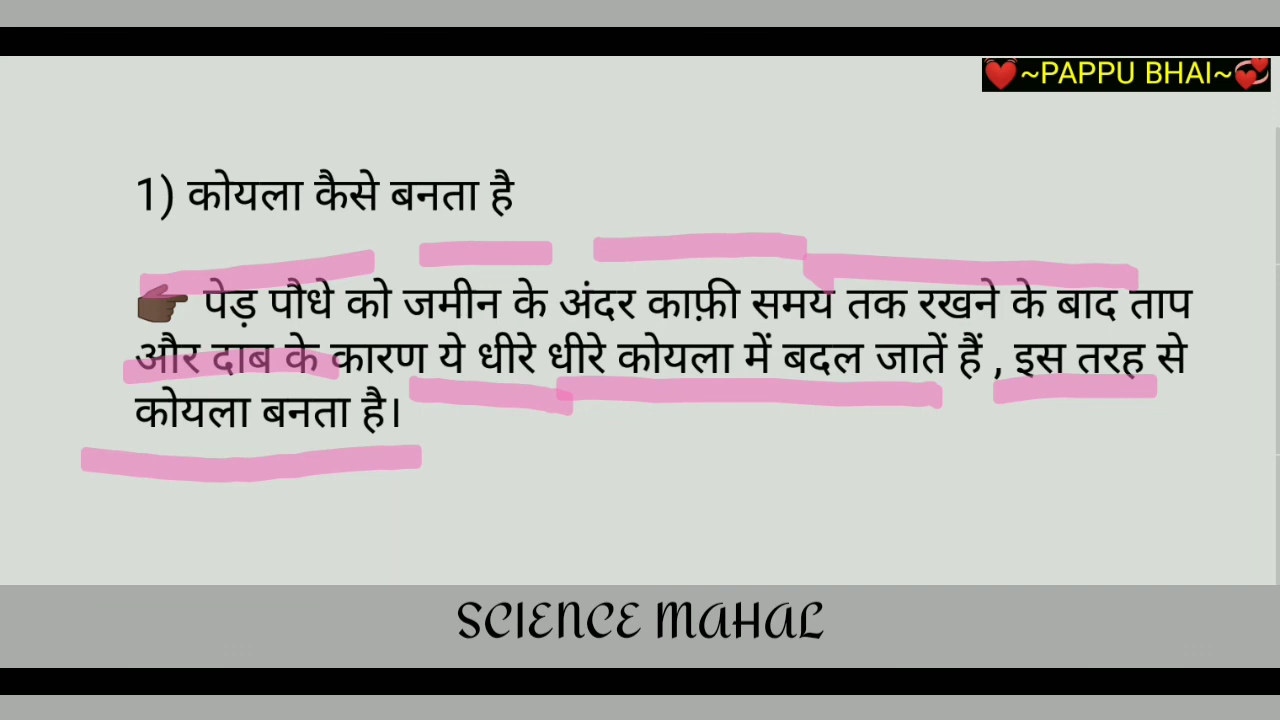 ❤️~PAPPU BHAI~💞
1) कोयला कैसे बनता है
👉🏿 पेड़ पौधे को जमीन के अंदर काफ़ी समय तक रखने के बाद ताप
और दाब के कारण ये धीरे धीरे कोयला में बदल जातें हैं , इस तरह से
कोयला बनता है।
SCIENCE MAHAL